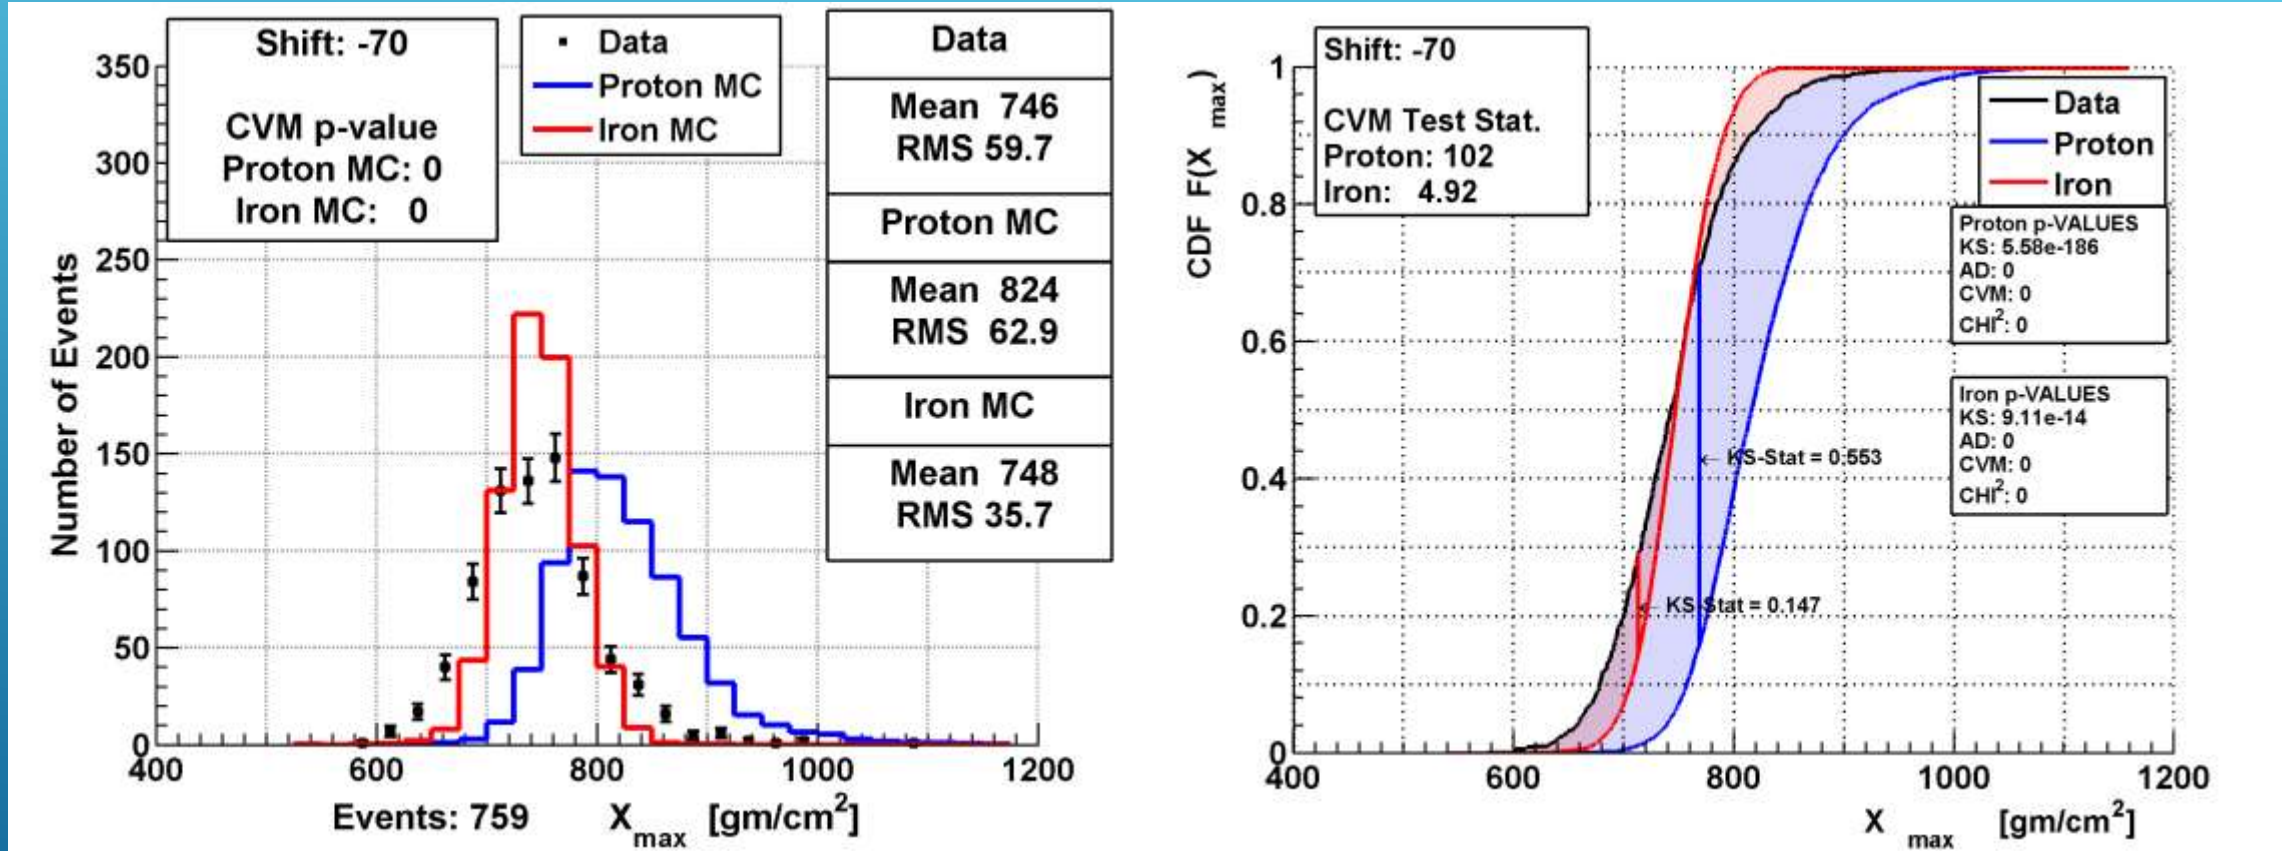 Shift: -70
CVM p-value
Proton MC: 0
Iron MC: 0
Data
Proton MC
Iron MC
Data
Mean 746
RMS 59.7
Proton MC
Mean 824
RMS 62.9
Iron MC
Mean 748
RMS 35.7
Number of Events
350
300
250
200
150
100
50
0
400
600
800
1000
1200
Events: 759
X_max [gm/cm²]
Shift: -70
CVM Test Stat.
Proton: 102
Iron: 4.92
Data
Proton
Iron
Proton p-VALUES
KS: 5.58e-186
AD: 0
CVM: 0
CHI²: 0
Iron p-VALUES
KS: 9.11e-14
AD: 0
CVM: 0
CHI²: 0
← KS-Stat = 0.553
← KS-Stat = 0.147
CDF F(X_max)
1
0.8
0.6
0.4
0.2
0
400
600
800
1000
1200
X_max [gm/cm²]